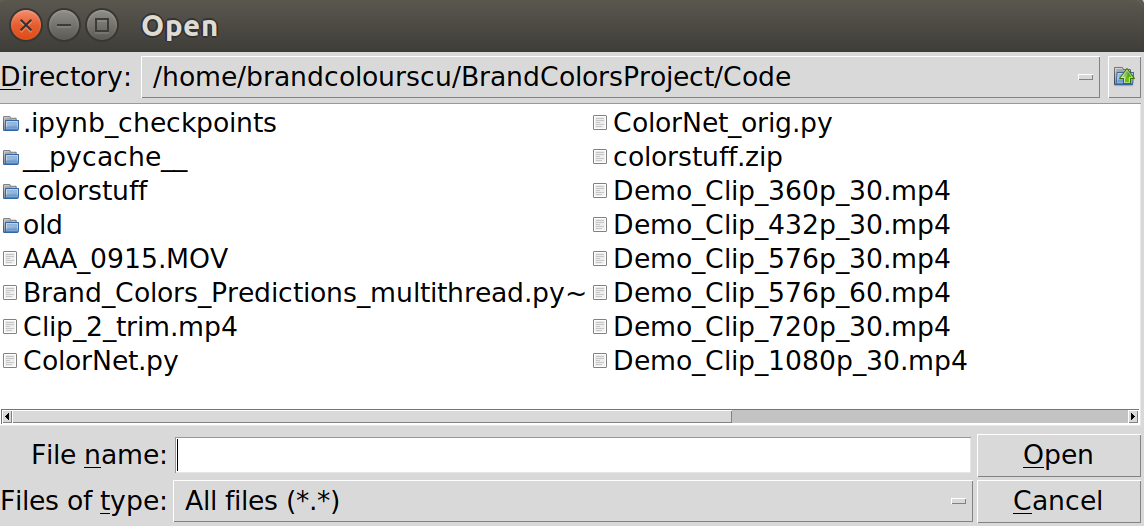 Open
Directory: /home/brandcolourscu/BrandColorsProject/Code
.ipynb_checkpoints
__pycache__
colorstuff
old
AAA_0915.MOV
Brand_Colors_Predictions_multithread.py~
Clip_2_trim.mp4
ColorNet.py
ColorNet_orig.py
colorstuff.zip
Demo_Clip_360p_30.mp4
Demo_Clip_432p_30.mp4
Demo_Clip_576p_30.mp4
Demo_Clip_576p_60.mp4
Demo_Clip_720p_30.mp4
Demo_Clip_1080p_30.mp4
File name:
Open
Files of type: All files (*.*)
Cancel